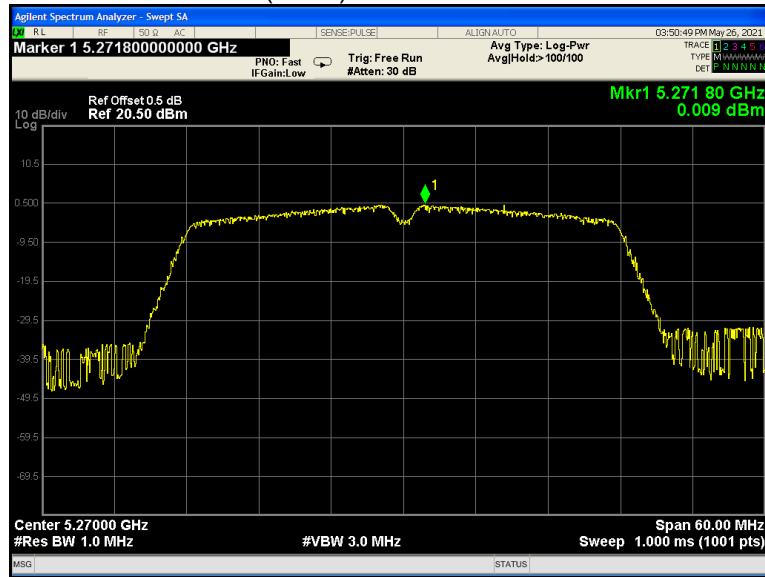 Agilent Spectrum Analyzer - Swept SA
RL RF 50 Ω AC SENSE:PULSE ALIGN AUTO 03:50:49 PM May 26, 2021
Marker 1 5.271800000000 GHz
PNO: Fast
IFGain:Low
Trig: Free Run
#Atten: 30 dB
Avg Type: Log-Pwr
Avg|Hold:>100/100
TRACE 1 2 3 4 5 6
TYPE M
DET P N N N N N
Ref Offset 0.5 dB
10 dB/div Ref 20.50 dBm
Log
Mkr1 5.271 80 GHz
0.009 dBm
10.5
0.500
-9.50
-19.5
-29.5
-39.5
-49.5
-59.5
-69.5
1
Center 5.27000 GHz Span 60.00 MHz
#Res BW 1.0 MHz #VBW 3.0 MHz Sweep 1.000 ms (1001 pts)
MSG STATUS